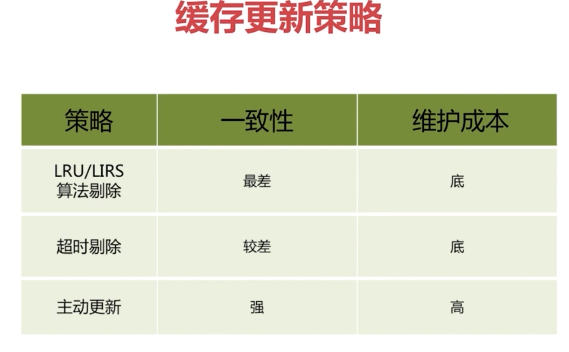 缓存更新策略
策略 一致性 维护成本
LRU/LIRS
算法剔除 最差 底
超时剔除 较差 底
主动更新 强 高